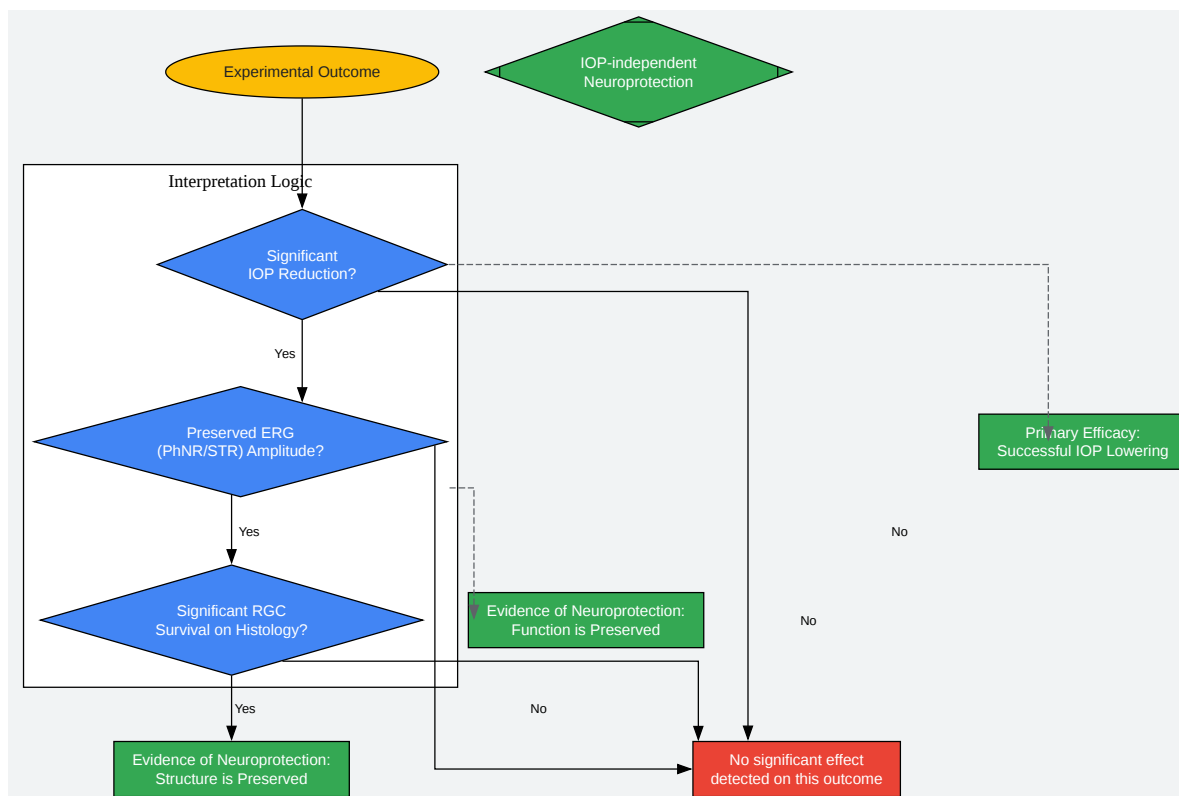 Experimental Outcome
IOP-independent
Neuroprotection
Interpretation Logic
Significant
IOP Reduction?
Yes
Preserved ERG
(PhNR/STR) Amplitude?
Primary Efficacy:
Successful IOP Lowering
Yes
No
Significant RGC
Survival on Histology?
Evidence of Neuroprotection:
Function is Preserved
No
Yes
No
Evidence of Neuroprotection:
Structure is Preserved
No significant effect
detected on this outcome